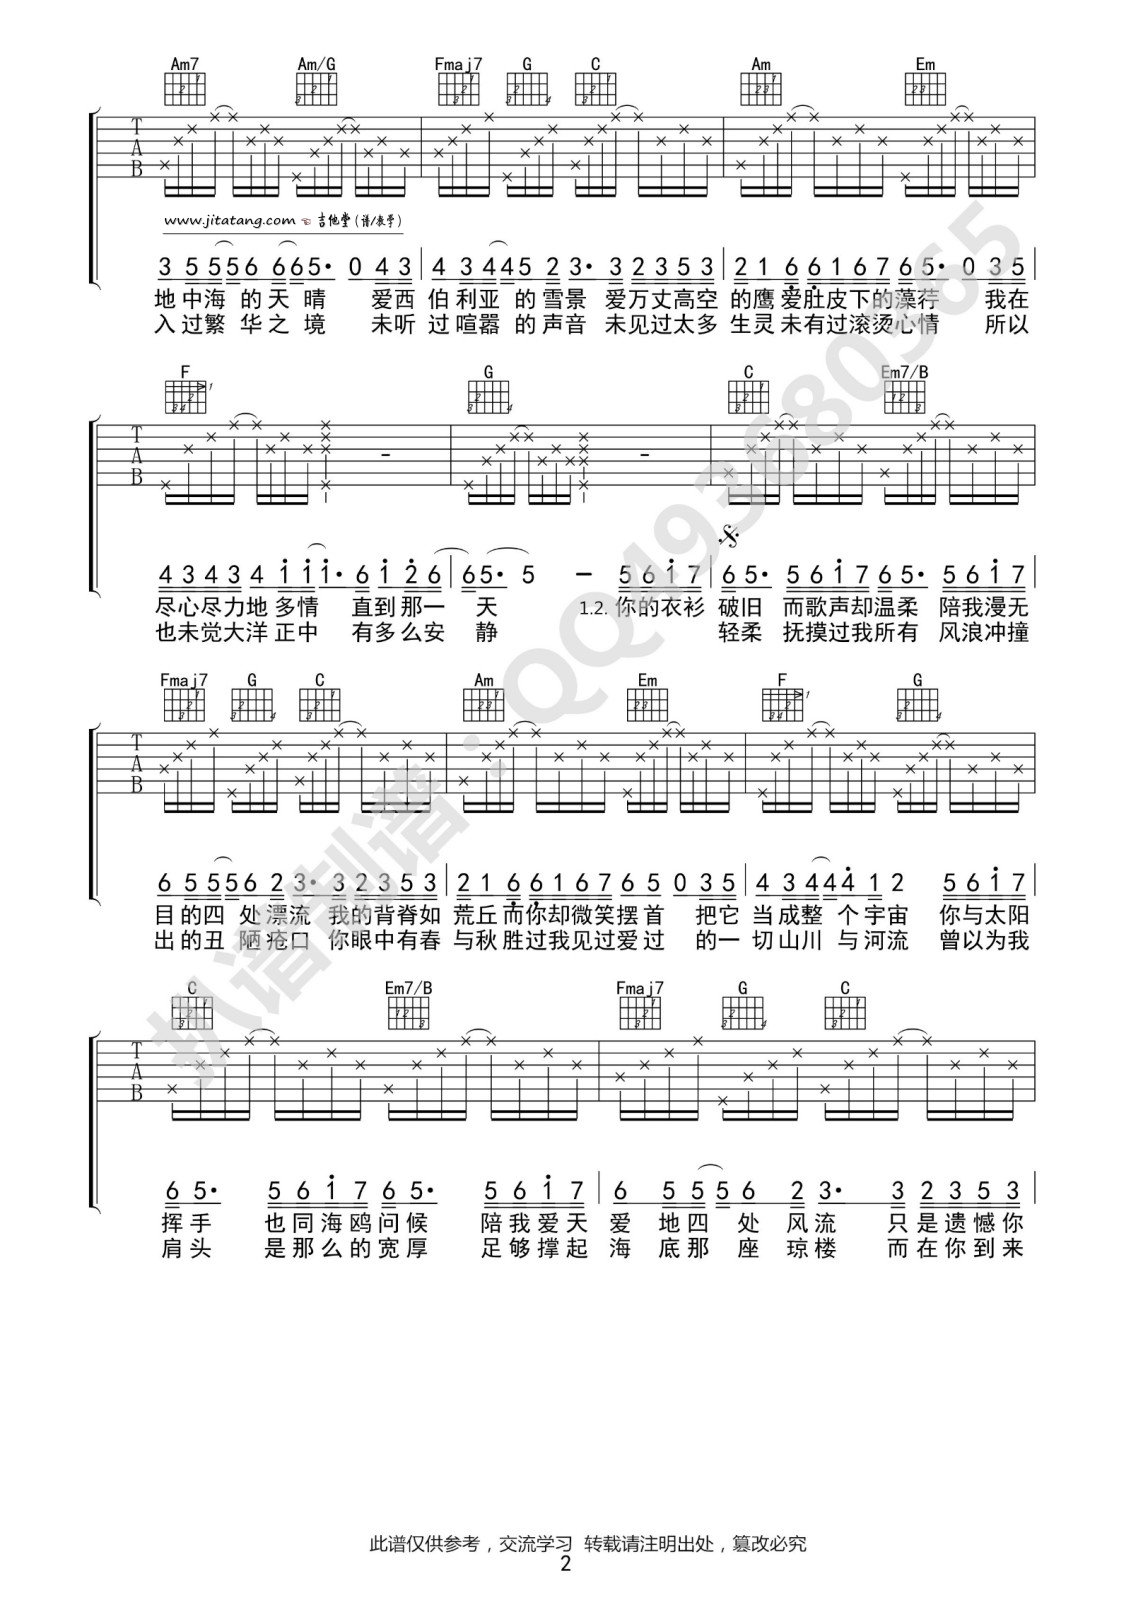 Am7 Am/G Fmaj7 G C Am Em
T
A
B
www.jitatang.com 吉他堂(谱/教学)
3 5 5 5 6 6 6 5· 0 4 3 4 3 4 4 5 2 3· 3 2 3 5 3 2 1 6 6 1 6 7 6 5· 0 3 5
地中海的天晴 爱西伯利亚的雪景 爱万丈高空的鹰爱肚皮下的藻荇 我在
入过繁华之境 未听过喧嚣的声音 未见过太多生灵未有过滚烫心情 所以
F G C Em7/B
T
A
B
4 3 4 3 4 1 1 1· 6 1 2 6 6 5· 5 – 5 6 1 7 6 5· 5 6 1 7 6 5· 5 6 1 7
尽心尽力地多情 直到那一天 1.2. 你的衣衫破旧 而歌声却温柔 陪我漫无
也未觉大洋正中 有多么安静 轻柔 抚摸过我所有 风浪冲撞
Fmaj7 G C Am Em F G
T
A
B
6 5 5 5 6 2 3· 3 2 3 5 3 2 1 6 6 1 6 7 6 5 0 3 5 4 3 4 4 4 1 2 5 6 1 7
目的四处漂流 我的背脊如荒丘而你却微笑摆首 把它当成整个宇宙 你与太阳
出的丑陋疮口 你眼中有春与秋胜过我见过爱过 的一切山川与河流 曾以为我
C Em7/B Fmaj7 G C
T
A
B
6 5· 5 6 1 7 6 5· 5 6 1 7 6 5 5 5 6 2 3· 3 2 3 5 3
挥手 也同海鸥问候 陪我爱天爱地四处风流 只是遗憾你
肩头 是那么的宽厚 足够撑起海底那座琼楼 而在你到来
扒谱制谱：QQ493680365
此谱仅供参考，交流学习 转载请注明出处，篡改必究
2